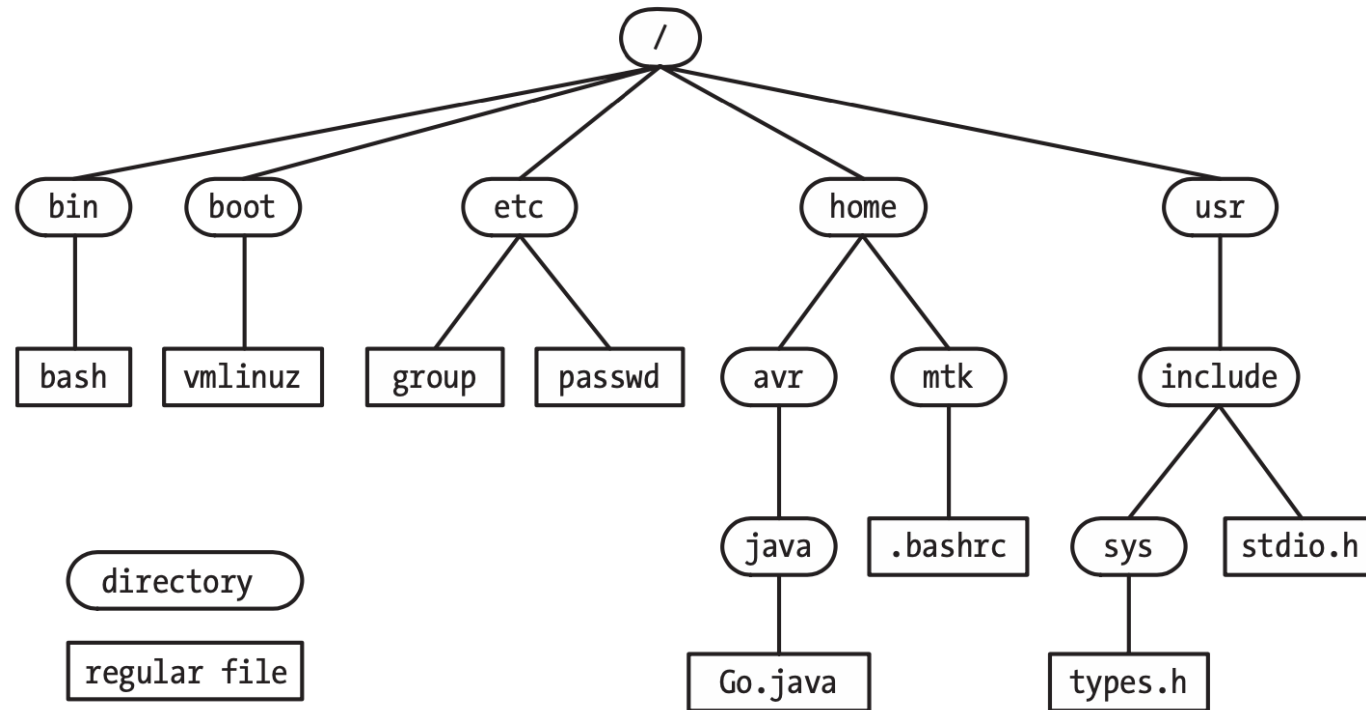 /
bin boot etc home usr
bash vmlinuz group passwd avr mtk include
java .bashrc sys stdio.h
directory
regular file
Go.java types.h